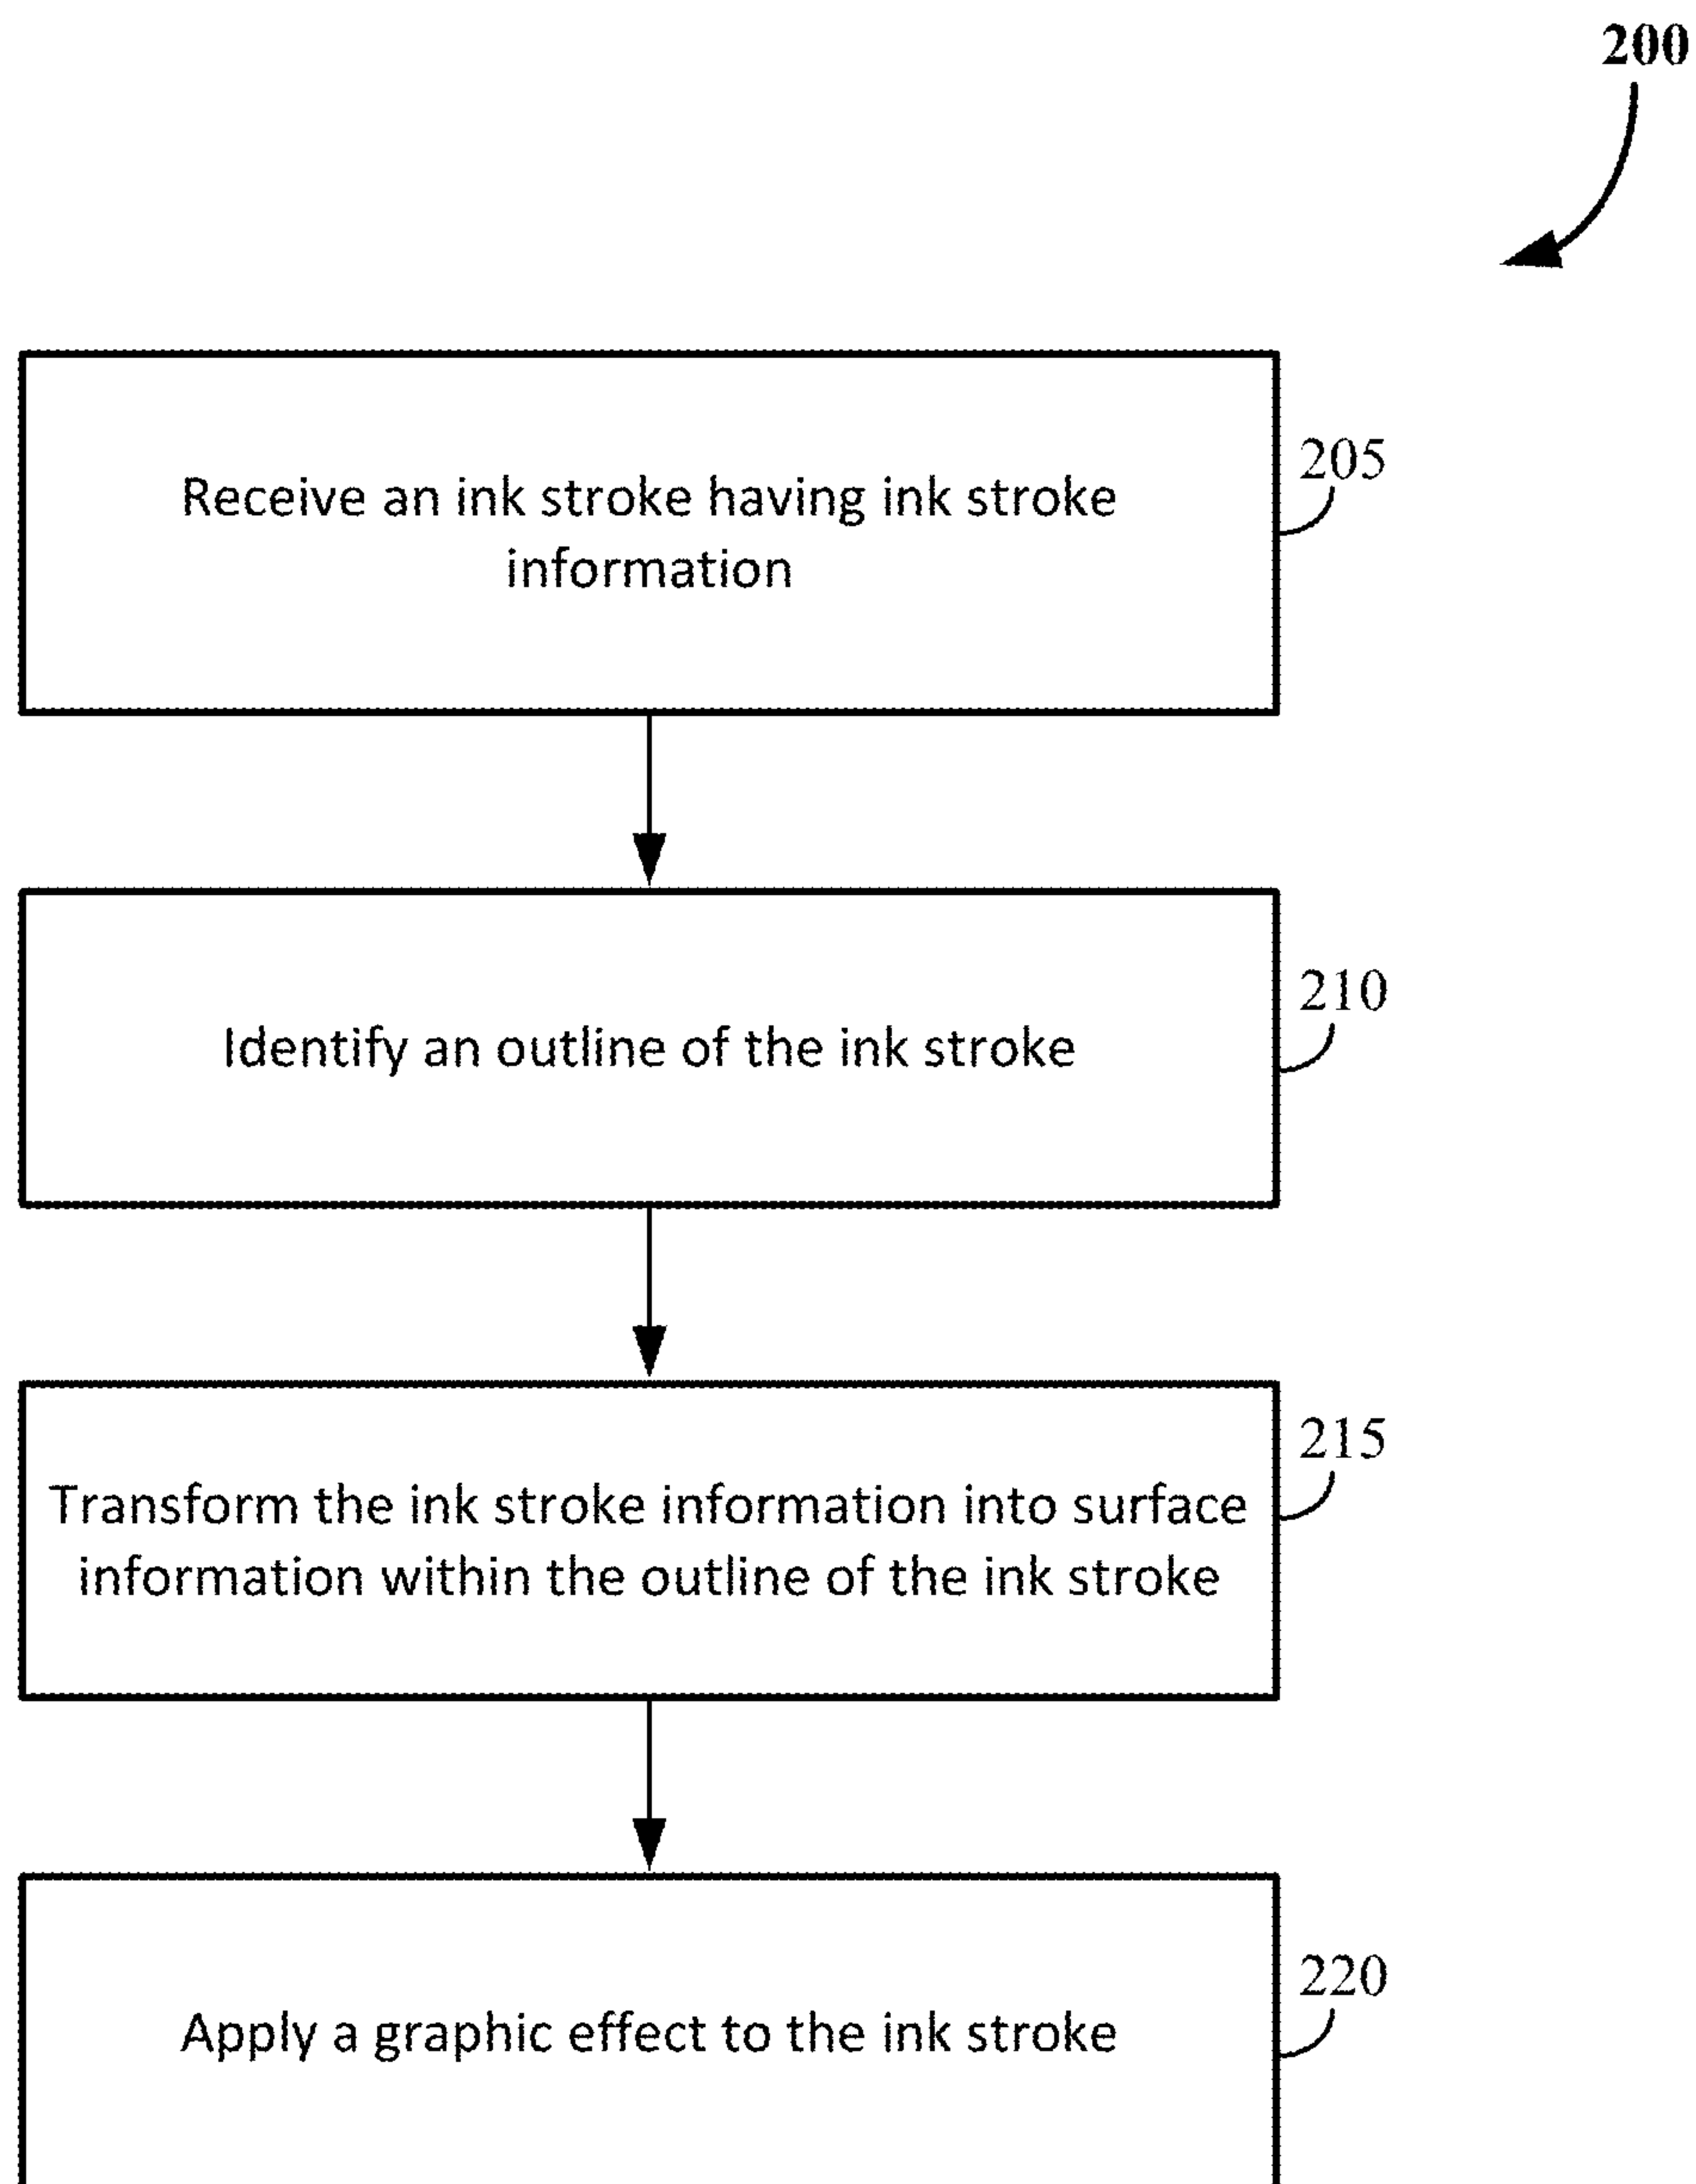 200
Receive an ink stroke having ink stroke
information
205
Identify an outline of the ink stroke
210
Transform the ink stroke information into surface
information within the outline of the ink stroke
215
Apply a graphic effect to the ink stroke
220